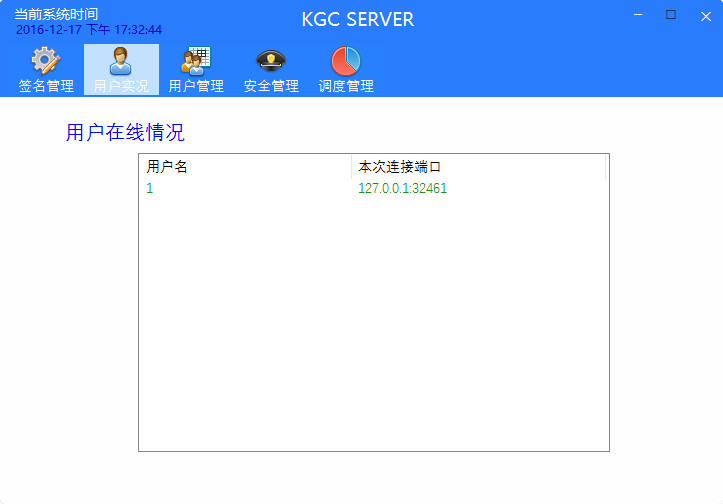 当前系统时间
2016-12-17 下午 17:32:44
KGC SERVER
签名管理 用户实况 用户管理 安全管理 调度管理
用户在线情况
用户名 本次连接端口
1 127.0.0.1:32461